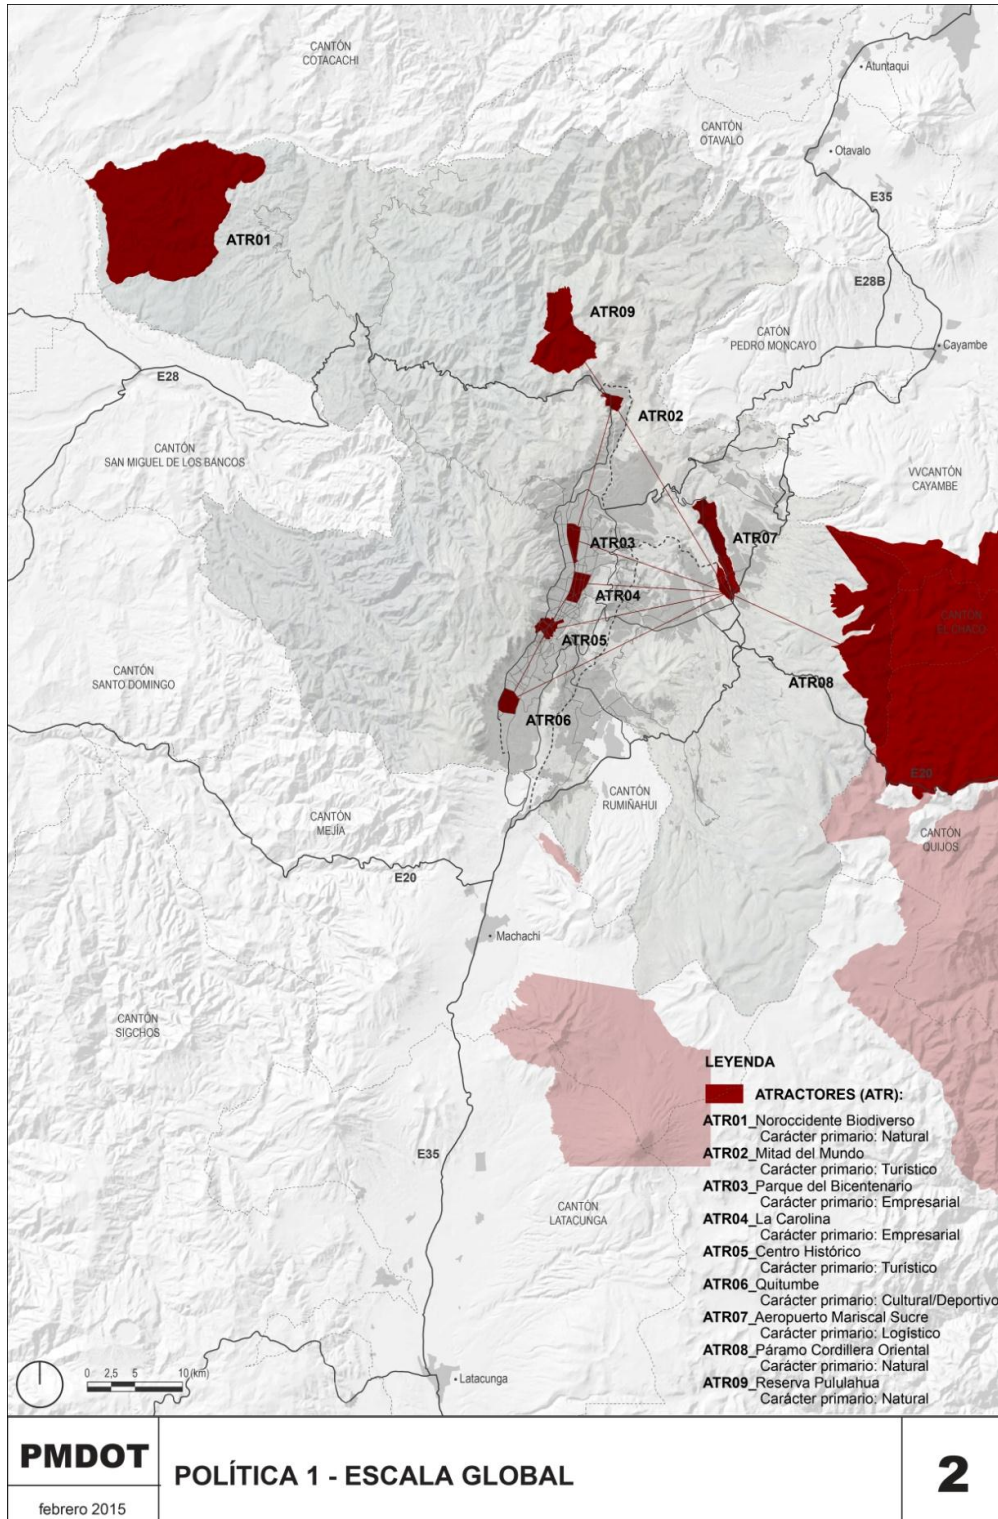 CANTÓN
COTACACHI
Atuntaqui
CANTÓN
OTAVALO
Otavalo
E35
ATR01
E28B
ATR09
CATÓN
PEDRO MONCAYO
Cayambe
E28
ATR02
CANTÓN
SAN MIGUEL DE LOS BANCOS
VVCANTÓN
CAYAMBE
ATR03
ATR07
ATR04
CANTÓN
EL CHACO
ATR05
CANTÓN
SANTO DOMINGO
ATR08
ATR06
E20
CANTÓN
RUMIÑAHUI
CANTÓN
MEJÍA
CANTÓN
QUIJOS
E20
Machachi
CANTÓN
SIGCHOS
E35
CANTÓN
LATACUNGA
LEYENDA
ATRACTORES (ATR):
ATR01_Noroccidente Biodiverso
Carácter primario: Natural
ATR02_Mitad del Mundo
Carácter primario: Turístico
ATR03_Parque del Bicentenario
Carácter primario: Empresarial
ATR04_La Carolina
Carácter primario: Empresarial
ATR05_Centro Histórico
Carácter primario: Turístico
ATR06_Quitumbe
Carácter primario: Cultural/Deportivo
ATR07_Aeropuerto Mariscal Sucre
Carácter primario: Logístico
ATR08_Páramo Cordillera Oriental
Carácter primario: Natural
ATR09_Reserva Pululahua
Carácter primario: Natural
0 2,5 5 10 (km)
Latacunga
PMDOT
febrero 2015
POLÍTICA 1 - ESCALA GLOBAL
2